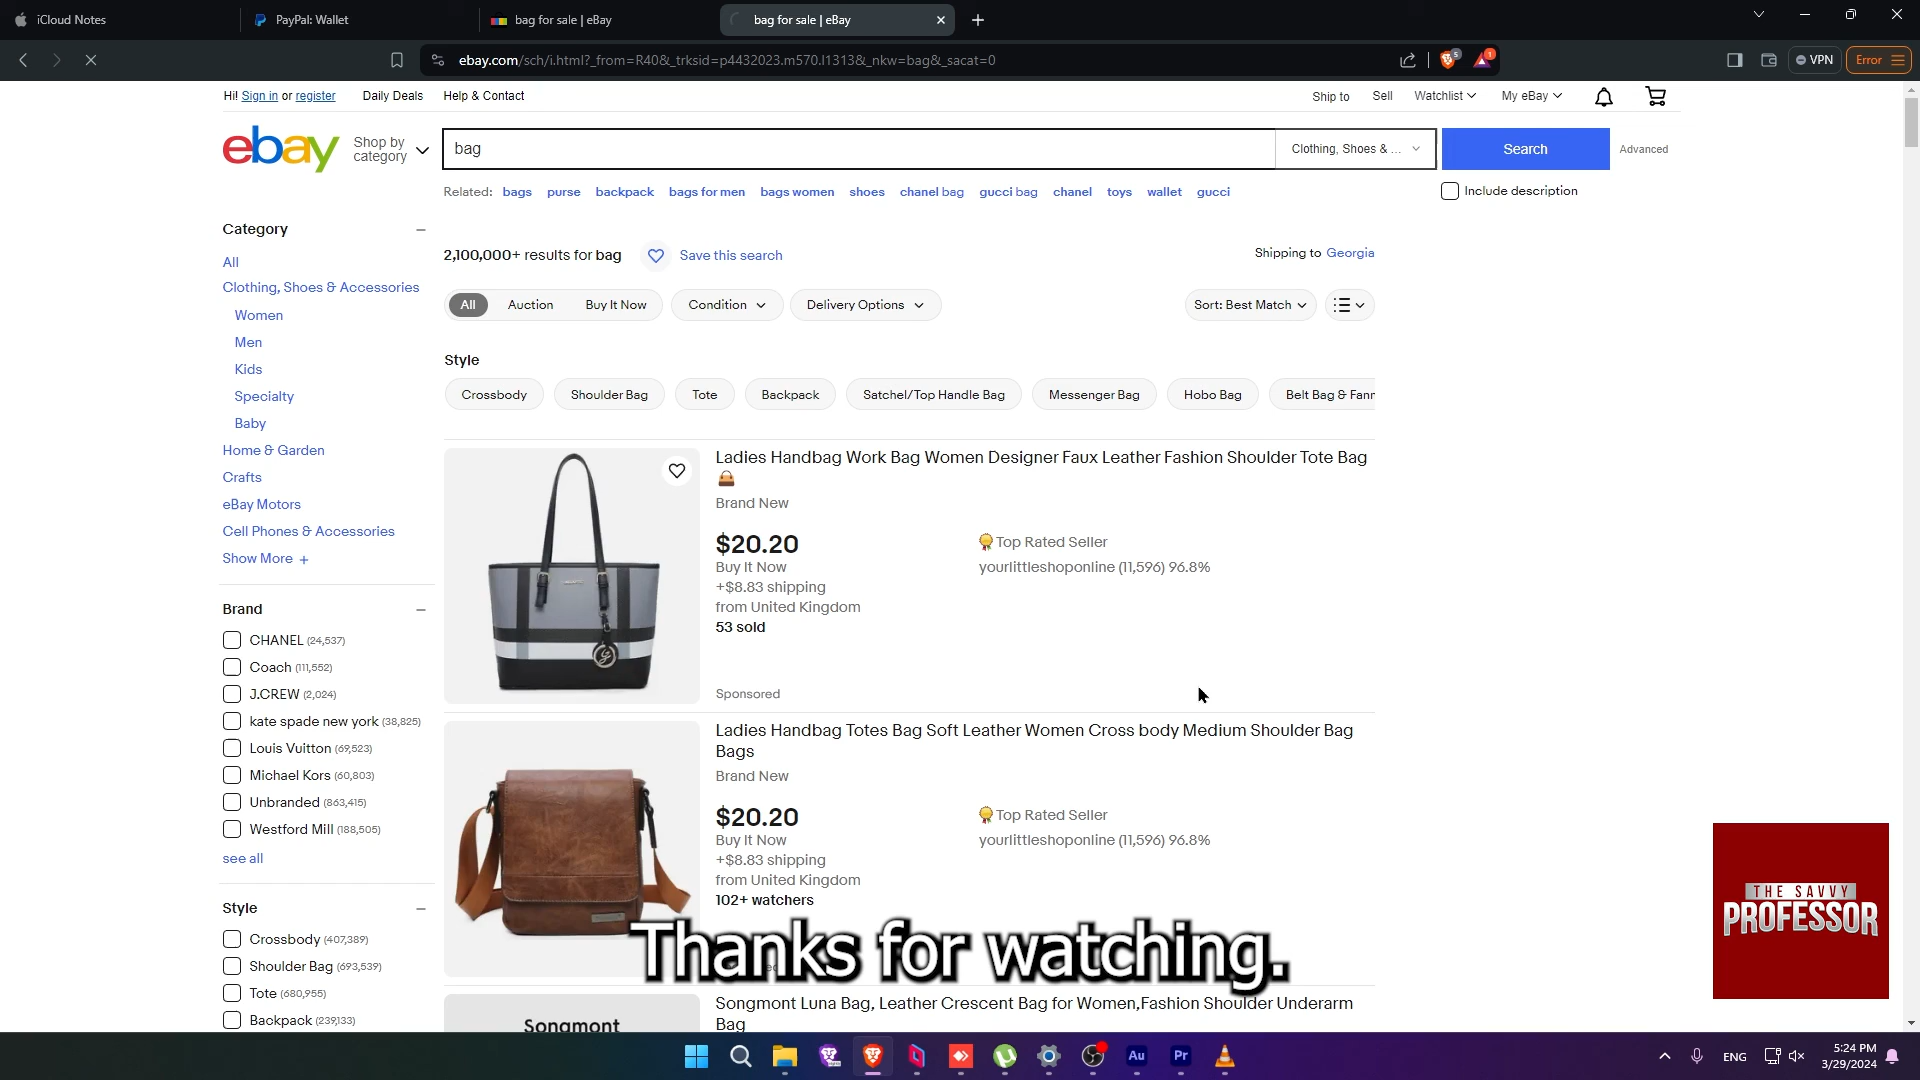 iCloud Notes
PayPal: Wallet
bag for sale | eBay
bag for sale | eBay
ebay.com/sch/i.html?_from=R40&_trksid=p4432023.m570.l1313&_nkw=bag&_sacat=0
5
1
VPN
Error
Hi! Sign in or register
Daily Deals
Help & Contact
Ship to
Sell
Watchlist
My eBay
ebay
Shop by
category
bag
Clothing, Shoes & ...
Search
Advanced
Related: bags purse backpack bags for men bags women shoes chanel bag gucci bag chanel toys wallet gucci
Include description
Category
All
Clothing, Shoes & Accessories
Women
Men
Kids
Specialty
Baby
Home & Garden
Crafts
eBay Motors
Cell Phones & Accessories
Show More +
Brand
CHANEL (24,537)
Coach (111,552)
J.CREW (2,024)
kate spade new york (38,825)
Louis Vuitton (69,523)
Michael Kors (60,803)
Unbranded (863,415)
Westford Mill (188,505)
see all
Style
Crossbody (407,389)
Shoulder Bag (693,539)
Tote (680,955)
Backpack (239,133)
2,100,000+ results for bag
Save this search
Shipping to Georgia
All
Auction
Buy It Now
Condition
Delivery Options
Sort: Best Match
Style
Crossbody
Shoulder Bag
Tote
Backpack
Satchel/Top Handle Bag
Messenger Bag
Hobo Bag
Belt Bag & Fann
Ladies Handbag Work Bag Women Designer Faux Leather Fashion Shoulder Tote Bag
👜
Brand New
$20.20
Buy It Now
+$8.83 shipping
from United Kingdom
53 sold
Top Rated Seller
yourlittleshoponline (11,596) 96.8%
Sponsored
Ladies Handbag Totes Bag Soft Leather Women Cross body Medium Shoulder Bag
Bags
Brand New
$20.20
Buy It Now
+$8.83 shipping
from United Kingdom
102+ watchers
Top Rated Seller
yourlittleshoponline (11,596) 96.8%
Thanks for watching.
Songmont
Songmont Luna Bag, Leather Crescent Bag for Women,Fashion Shoulder Underarm
Bag
THE SAVVY
PROFESSOR
Au
Pr
ENG
5:24 PM
3/29/2024